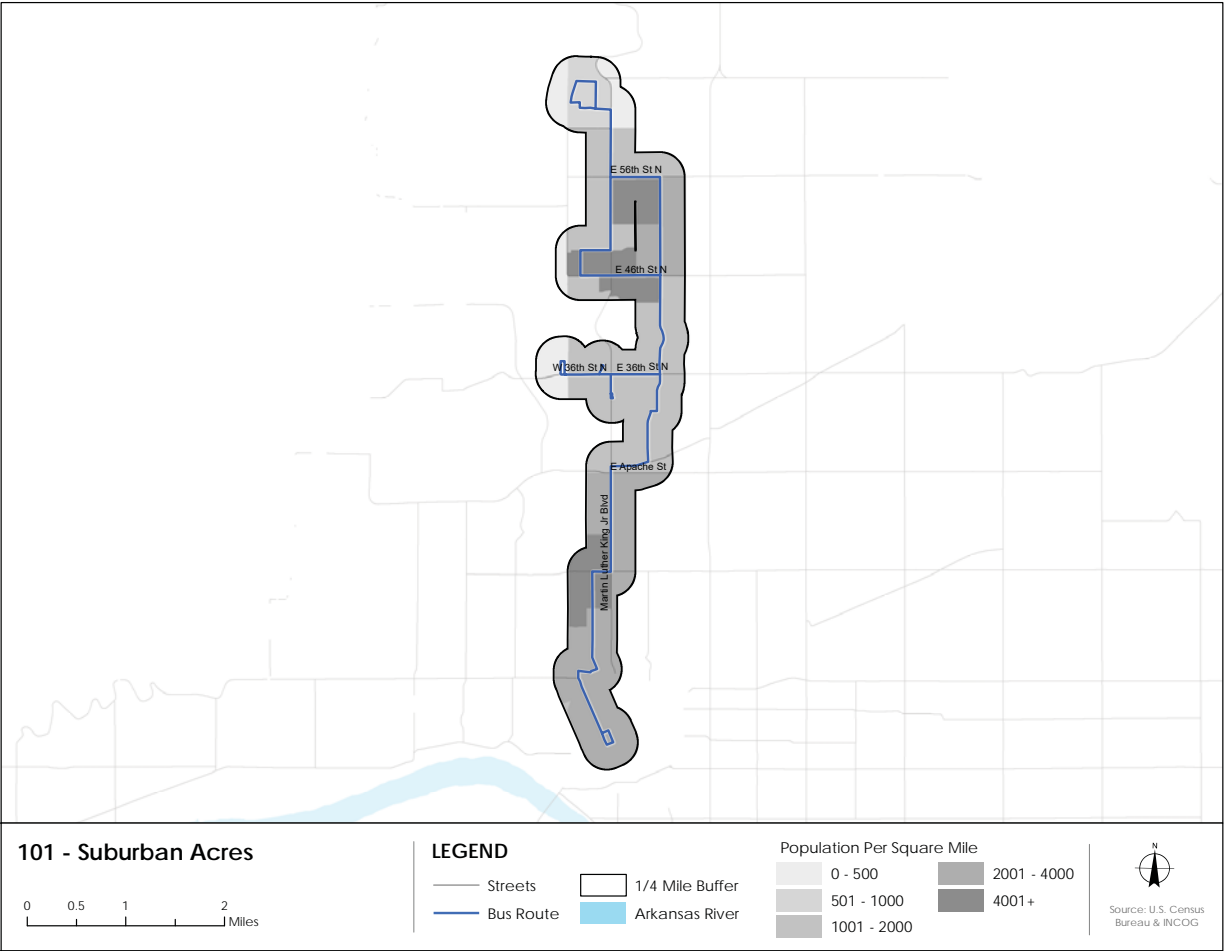 E 56th St N
E 46th St N
W 36th St N
E 36th St N
E Apache St
Martin Luther King Jr Blvd
101 - Suburban Acres
0 0.5 1 2
Miles
LEGEND
Streets
Bus Route
1/4 Mile Buffer
Arkansas River
Population Per Square Mile
0 - 500
501 - 1000
1001 - 2000
2001 - 4000
4001+
N
Source: U.S. Census
Bureau & INCOG